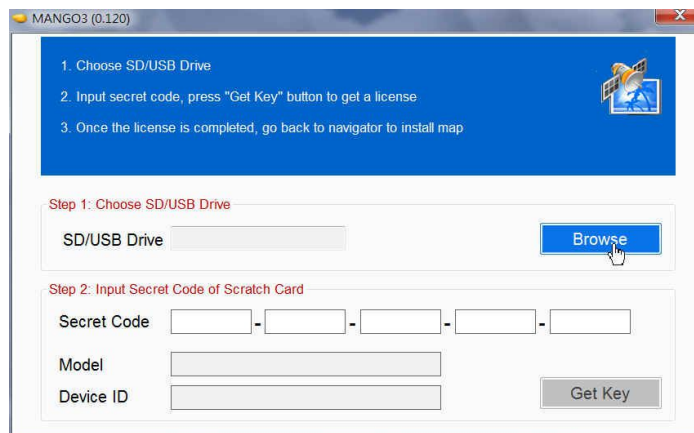 MANGO3 (0.120)
1. Choose SD/USB Drive
2. Input secret code, press "Get Key" button to get a license
3. Once the license is completed, go back to navigator to install map
Step 1: Choose SD/USB Drive
SD/USB Drive
Browse
Step 2: Input Secret Code of Scratch Card
Secret Code - - - -
Model
Device ID
Get Key